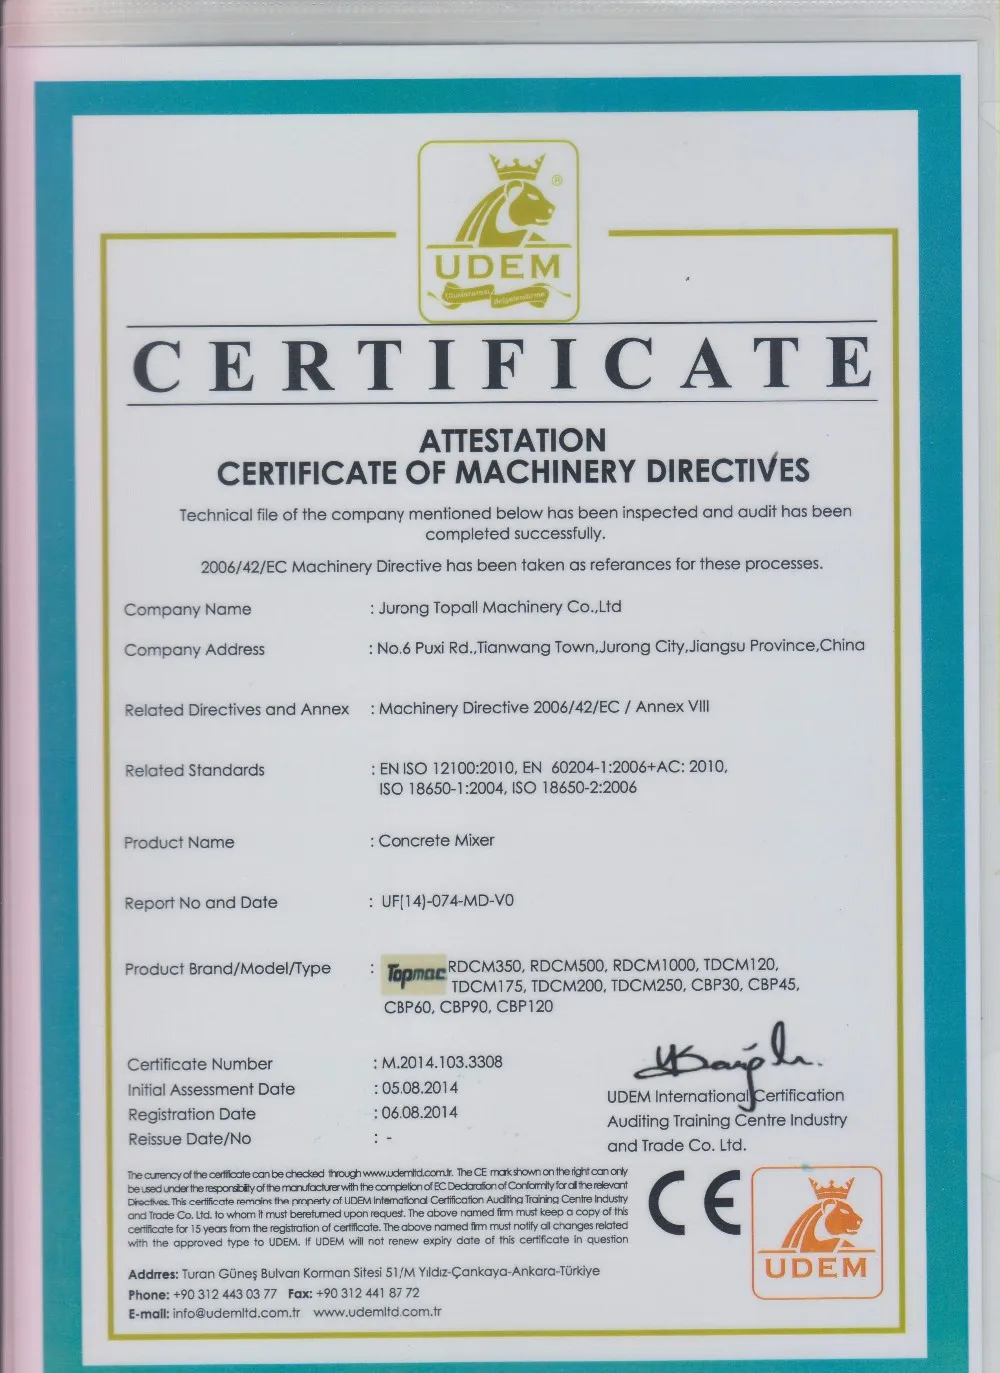 ®
UDEM
Uluslararası Belgelendirme
CERTIFICATE
ATTESTATION
CERTIFICATE OF MACHINERY DIRECTIVES
Technical file of the company mentioned below has been inspected and audit has been
completed successfully.
2006/42/EC Machinery Directive has been taken as referances for these processes.
Company Name : Jurong Topall Machinery Co.,Ltd
Company Address : No.6 Puxi Rd.,Tianwang Town,Jurong City,Jiangsu Province,China
Related Directives and Annex : Machinery Directive 2006/42/EC / Annex VIII
Related Standards : EN ISO 12100:2010, EN 60204-1:2006+AC: 2010,
ISO 18650-1:2004, ISO 18650-2:2006
Product Name : Concrete Mixer
Report No and Date : UF(14)-074-MD-V0
Product Brand/Model/Type : Topmac RDCM350, RDCM500, RDCM1000, TDCM120,
TDCM175, TDCM200, TDCM250, CBP30, CBP45,
CBP60, CBP90, CBP120
Certificate Number : M.2014.103.3308
Initial Assessment Date : 05.08.2014
Registration Date : 06.08.2014
Reissue Date/No : -
UDEM International Certification
Auditing Training Centre Industry
and Trade Co. Ltd.
The currency of the certificate can be checked through www.udemltd.com.tr. The CE mark shown on the right can only
be used under the responsibility of the manufacturer with the completion of EC Declaration of Conformity for all the relevant
Directives. This certificate remains the property of UDEM International Certification Auditing Training Centre Industry
and Trade Co. Ltd. to whom it must bereturned upon request. The above named firm must keep a copy of this
certificate for 15 years from the registration of certificate. The above named firm must notify all changes related
with the approved type to UDEM. If UDEM will not renew expiry date of this certificate in question
CE
UDEM
Addrres: Turan Güneş Bulvarı Korman Sitesi 51/M Yıldız-Çankaya-Ankara-Türkiye
Phone: +90 312 443 03 77 Fax: +90 312 441 87 72
E-mail: info@udemltd.com.tr www.udemltd.com.tr